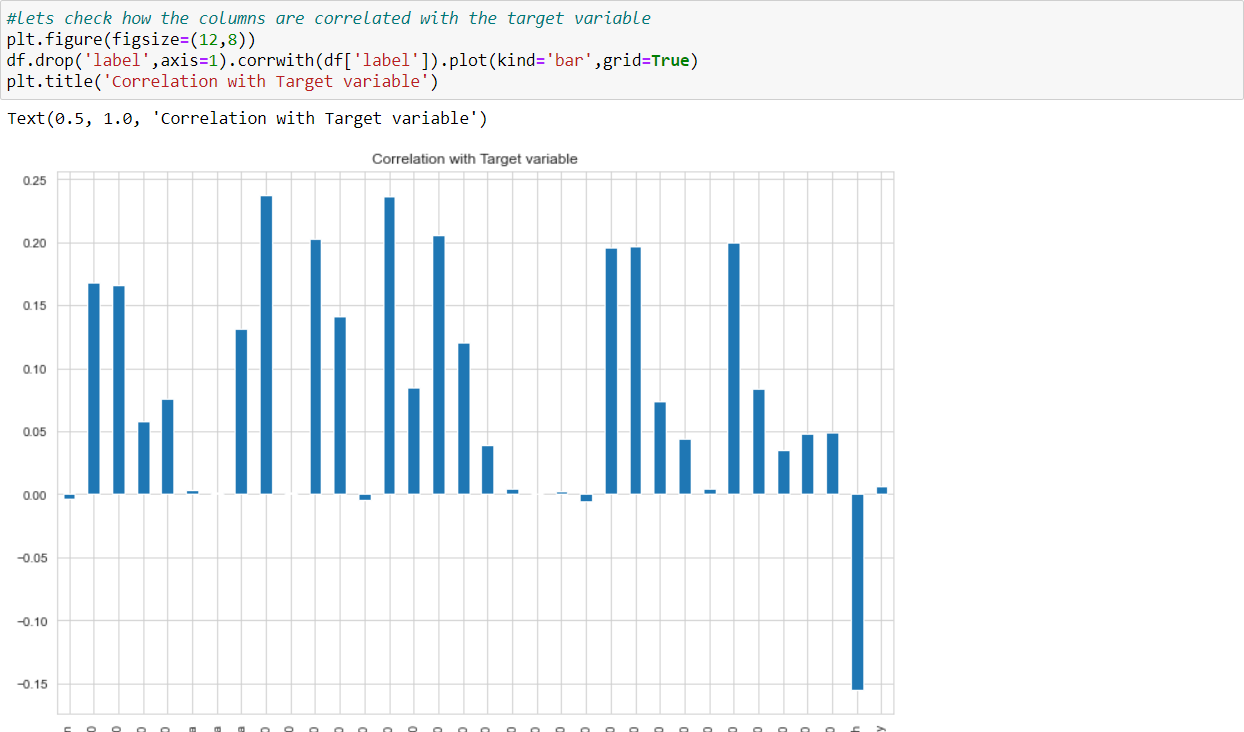 #lets check how the columns are correlated with the target variable
plt.figure(figsize=(12,8))
df.drop('label',axis=1).corrwith(df['label']).plot(kind='bar',grid=True)
plt.title('Correlation with Target variable')
Text(0.5, 1.0, 'Correlation with Target variable')
Correlation with Target variable
0.25
0.20
0.15
0.10
0.05
0.00
−0.05
−0.10
−0.15